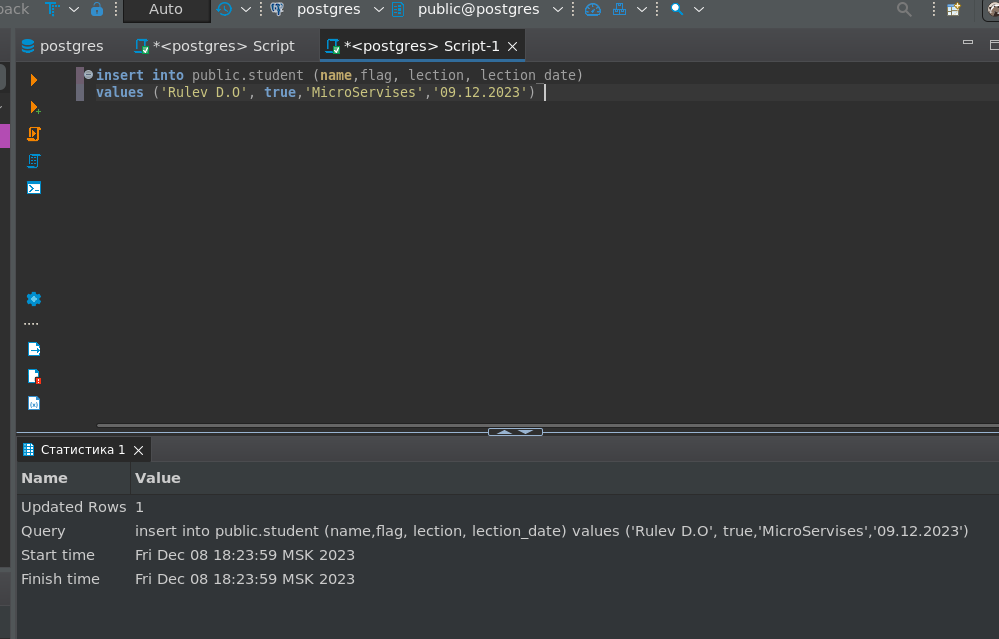 back Auto postgres public@postgres
postgres *<postgres> Script *<postgres> Script-1
insert into public.student (name,flag, lection, lection_date)
values ('Rulev D.O', true,'MicroServises','09.12.2023')
Статистика 1
Name Value
Updated Rows 1
Query insert into public.student (name,flag, lection, lection_date) values ('Rulev D.O', true,'MicroServises','09.12.2023')
Start time Fri Dec 08 18:23:59 MSK 2023
Finish time Fri Dec 08 18:23:59 MSK 2023